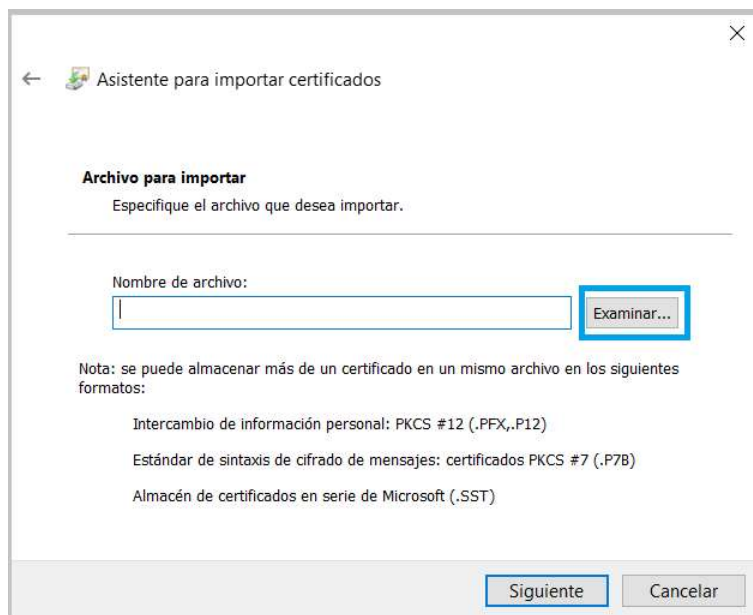 Asistente para importar certificados
Archivo para importar
Especifique el archivo que desea importar.
Nombre de archivo:
Examinar...
Nota: se puede almacenar más de un certificado en un mismo archivo en los siguientes
formatos:
Intercambio de información personal: PKCS #12 (.PFX,.P12)
Estándar de sintaxis de cifrado de mensajes: certificados PKCS #7 (.P7B)
Almacén de certificados en serie de Microsoft (.SST)
Siguiente Cancelar